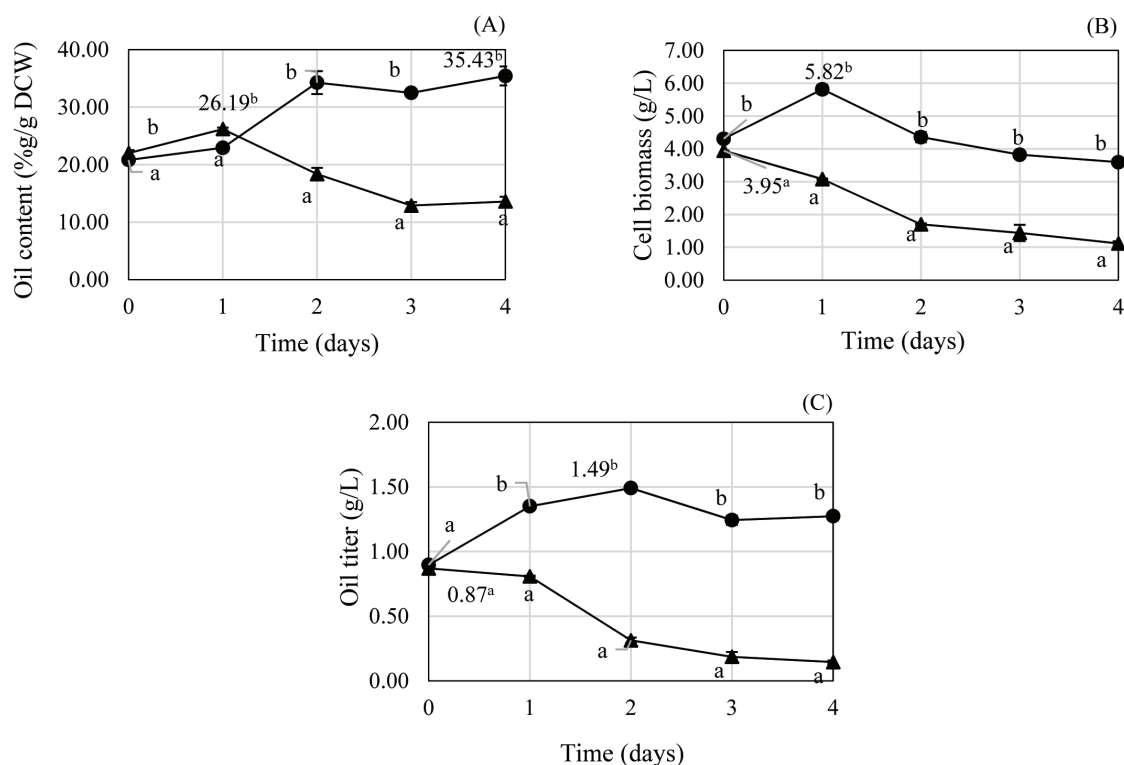 (A)
Oil content (%g/g DCW)
40.00
30.00
20.00
10.00
0.00
b
a
26.19ᵇ
a
b
a
b
a
35.43ᵇ
a
0 1 2 3 4
Time (days)
(B)
Cell biomass (g/L)
7.00
6.00
5.00
4.00
3.00
2.00
1.00
0.00
b
3.95ᵃ
5.82ᵇ
a
b
a
b
a
b
a
0 1 2 3 4
Time (days)
(C)
Oil titer (g/L)
2.00
1.50
1.00
0.50
0.00
a
0.87ᵃ
b
a
1.49ᵇ
a
b
a
b
a
0 1 2 3 4
Time (days)